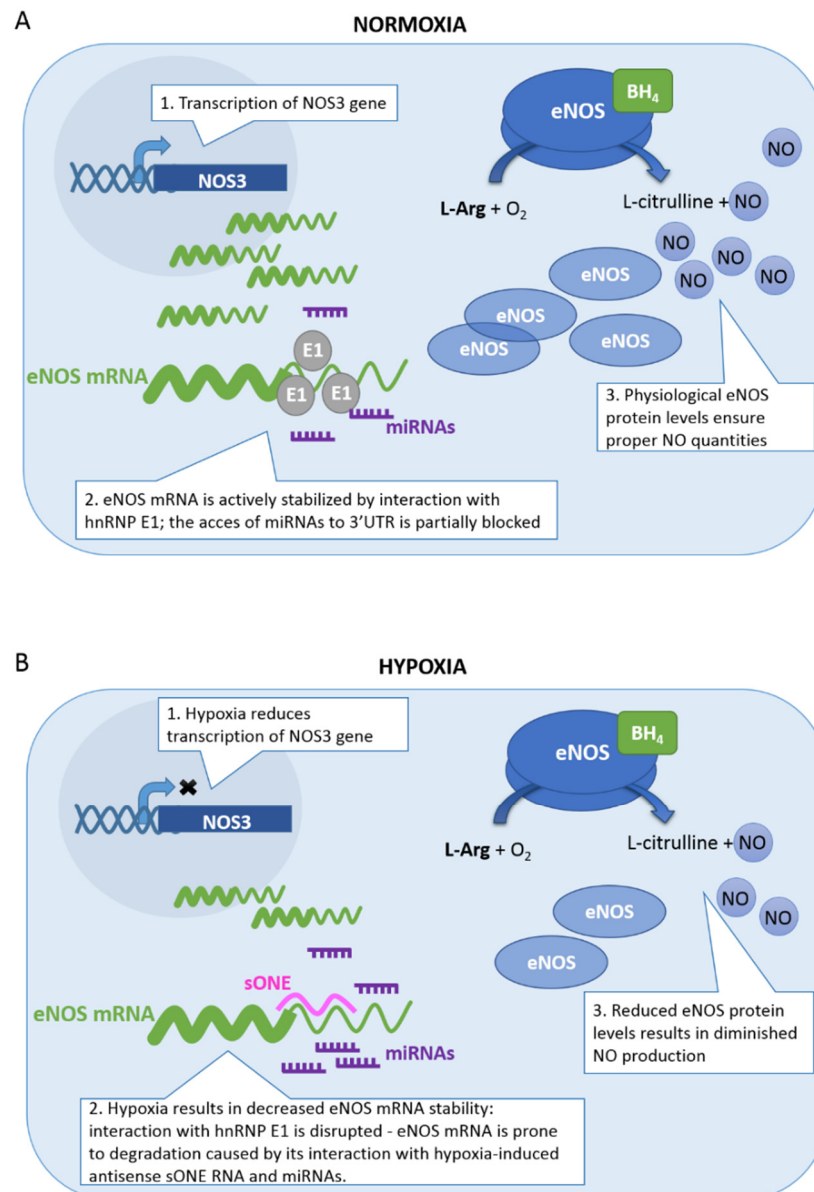 A
NORMOXIA
1. Transcription of NOS3 gene
NOS3
eNOS
BH4
L-Arg + O2
L-citrulline + NO
NO
NO
NO
NO
NO
NO
eNOS
eNOS
eNOS
eNOS
eNOS mRNA
E1
E1
E1
miRNAs
3. Physiological eNOS
protein levels ensure
proper NO quantities
2. eNOS mRNA is actively stabilized by interaction with
hnRNP E1; the acces of miRNAs to 3'UTR is partially blocked
B
HYPOXIA
1. Hypoxia reduces
transcription of NOS3 gene
NOS3
eNOS
BH4
L-Arg + O2
L-citrulline + NO
NO
NO
eNOS
eNOS
sONE
eNOS mRNA
miRNAs
3. Reduced eNOS protein
levels results in diminished
NO production
2. Hypoxia results in decreased eNOS mRNA stability:
interaction with hnRNP E1 is disrupted - eNOS mRNA is prone
to degradation caused by its interaction with hypoxia-induced
antisense sONE RNA and miRNAs.